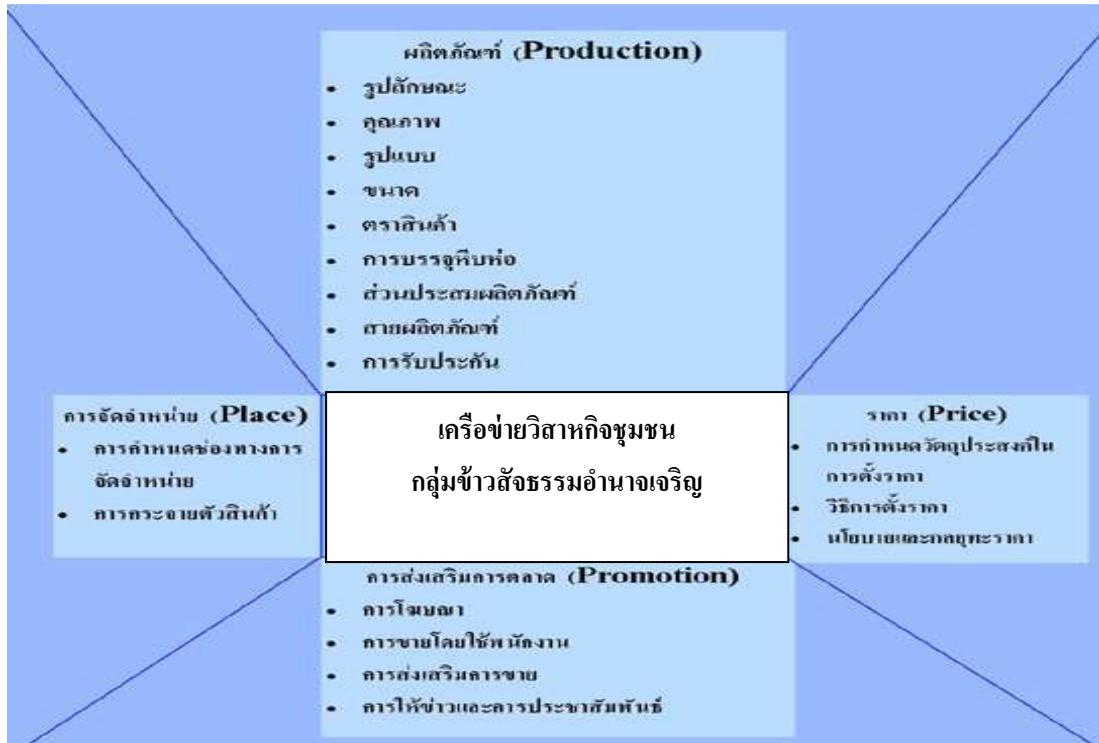 ผลิตภัณฑ์ (Production)
• รูปลักษณะ
• คุณภาพ
• รูปแบบ
• ขนาด
• ตราสินค้า
• การบรรจุหีบห่อ
• ส่วนประสมผลิตภัณฑ์
• สายผลิตภัณฑ์
• การรับประกัน
การจัดจำหน่าย (Place)
• การกำหนดช่องทางการ
จัดจำหน่าย
• การกระจายตัวสินค้า
เครือข่ายวิสาหกิจชุมชน
กลุ่มข้าวสัจธรรมอำนาจเจริญ
ราคา (Price)
• การกำหนดวัตถุประสงค์ใน
การตั้งราคา
• วิธีการตั้งราคา
• นโยบายและกลยุทธราคา
การส่งเสริมการตลาด (Promotion)
• การโฆษณา
• การขายโดยใช้พนักงาน
• การส่งเสริมการขาย
• การให้ข่าวและการประชาสัมพันธ์